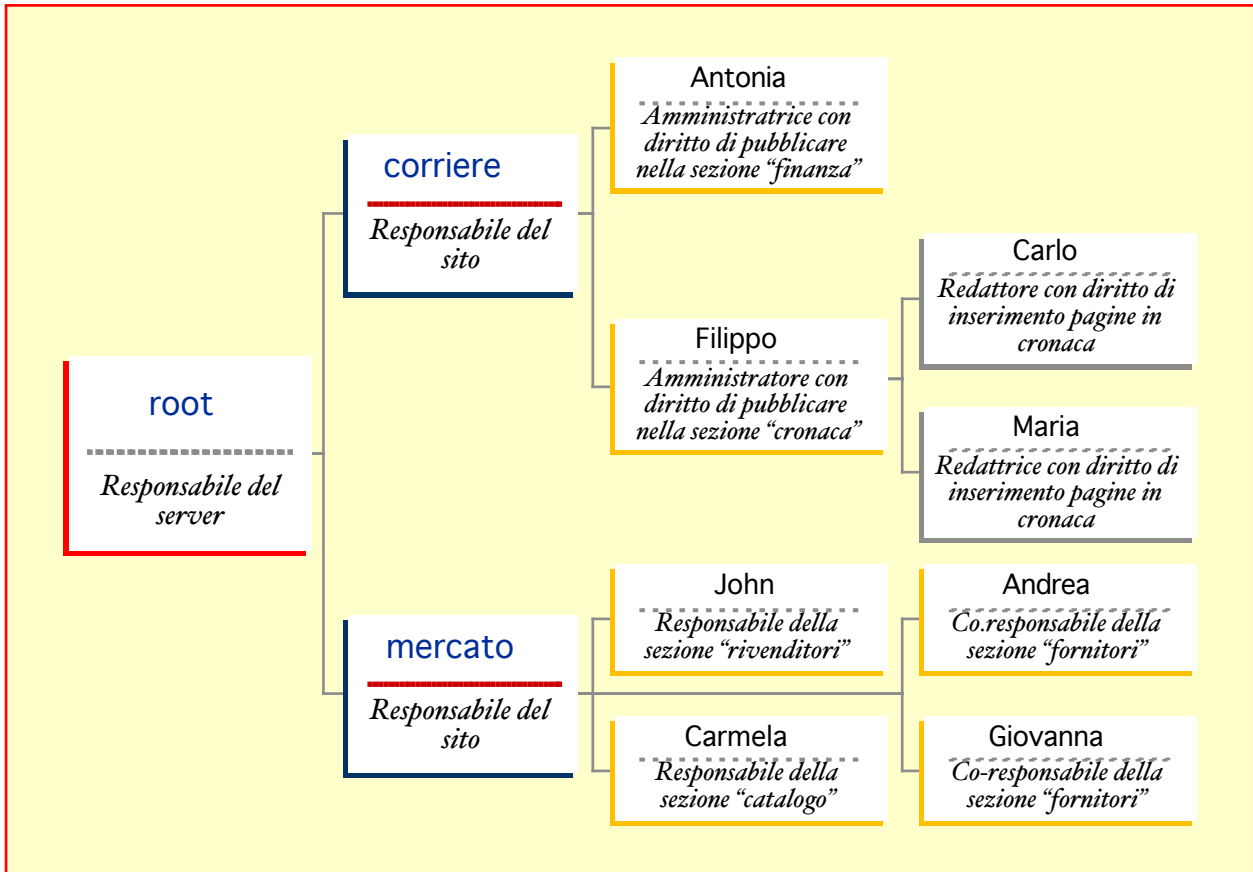 Antonia
Amministratrice con
diritto di pubblicare
nella sezione “finanza”
corriere
Responsabile del
sito
Carlo
Redattore con diritto di
inserimento pagine in
cronaca
Filippo
Amministratore con
diritto di pubblicare
nella sezione “cronaca”
root
Responsabile del
server
Maria
Redattrice con diritto di
inserimento pagine in
cronaca
John
Responsabile della
sezione “rivenditori”
Andrea
Co.responsabile della
sezione “fornitori”
mercato
Responsabile del
sito
Carmela
Responsabile della
sezione “catalogo”
Giovanna
Co-responsabile della
sezione “fornitori”